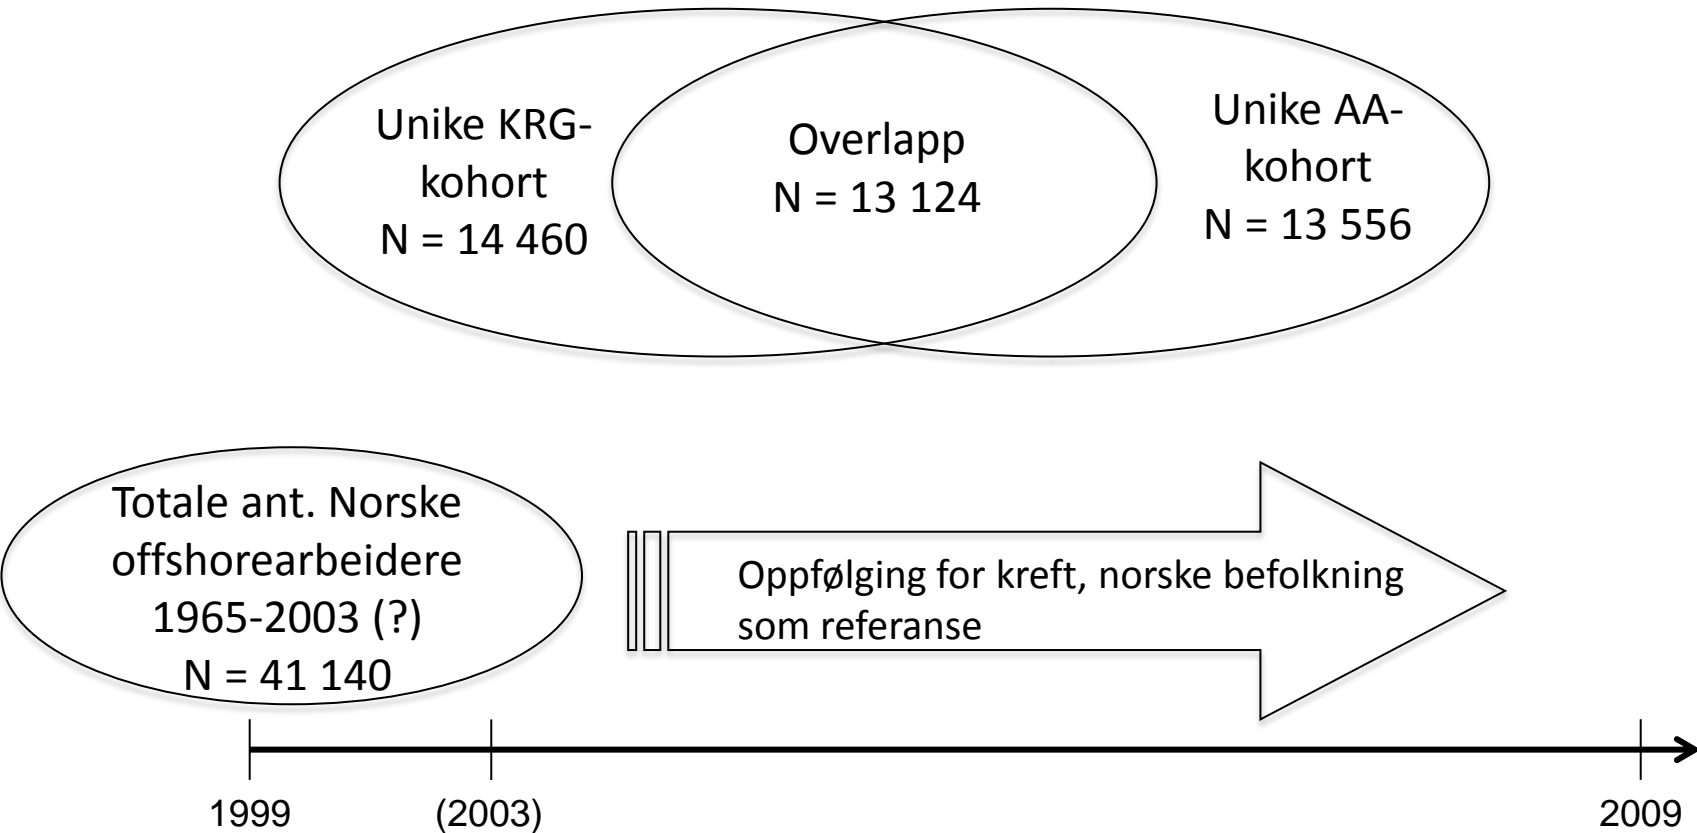 Unike KRG-
kohort
N = 14 460
Overlapp
N = 13 124
Unike AA-
kohort
N = 13 556
Totale ant. Norske
offshorearbeidere
1965-2003 (?)
N = 41 140
Oppfølging for kreft, norske befolkning
som referanse
1999
(2003)
2009